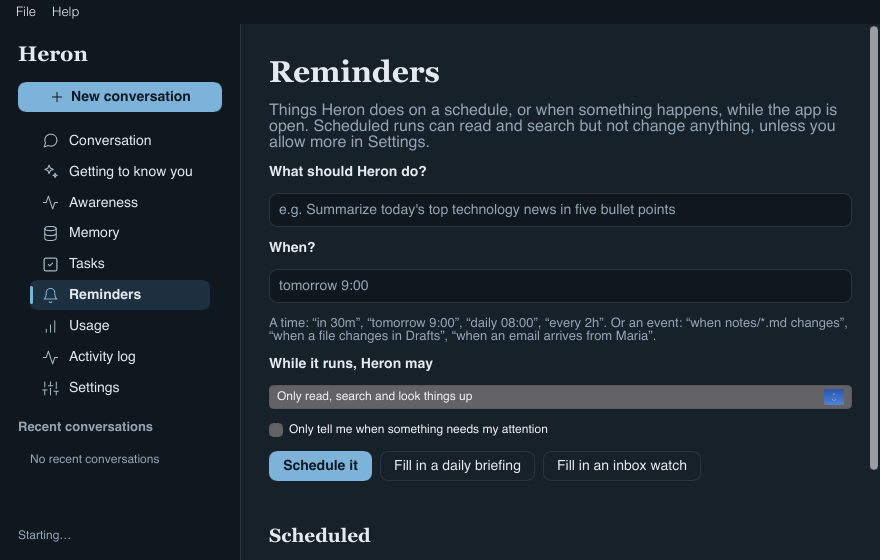 File Help
Heron
New conversation
Conversation
Getting to know you
Awareness
Memory
Tasks
Reminders
Usage
Activity log
Settings
Recent conversations
No recent conversations
Starting…
Reminders
Things Heron does on a schedule, or when something happens, while the app is
open. Scheduled runs can read and search but not change anything, unless you
allow more in Settings.
What should Heron do?
e.g. Summarize today's top technology news in five bullet points
When?
tomorrow 9:00
A time: “in 30m”, “tomorrow 9:00”, “daily 08:00”, “every 2h”. Or an event: “when notes/*.md changes”,
“when a file changes in Drafts”, “when an email arrives from Maria”.
While it runs, Heron may
Only read, search and look things up
Only tell me when something needs my attention
Schedule it
Fill in a daily briefing
Fill in an inbox watch
Scheduled